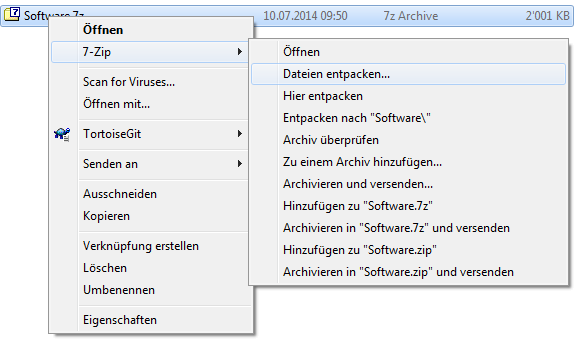 Software.7z 10.07.2014 09:50 7z Archive 2'001 KB
Öffnen
7-Zip
Scan for Viruses...
Öffnen mit...
TortoiseGit
Senden an
Ausschneiden
Kopieren
Verknüpfung erstellen
Löschen
Umbenennen
Eigenschaften
Öffnen
Dateien entpacken...
Hier entpacken
Entpacken nach "Software\"
Archiv überprüfen
Zu einem Archiv hinzufügen...
Archivieren und versenden...
Hinzufügen zu "Software.7z"
Archivieren in "Software.7z" und versenden
Hinzufügen zu "Software.zip"
Archivieren in "Software.zip" und versenden